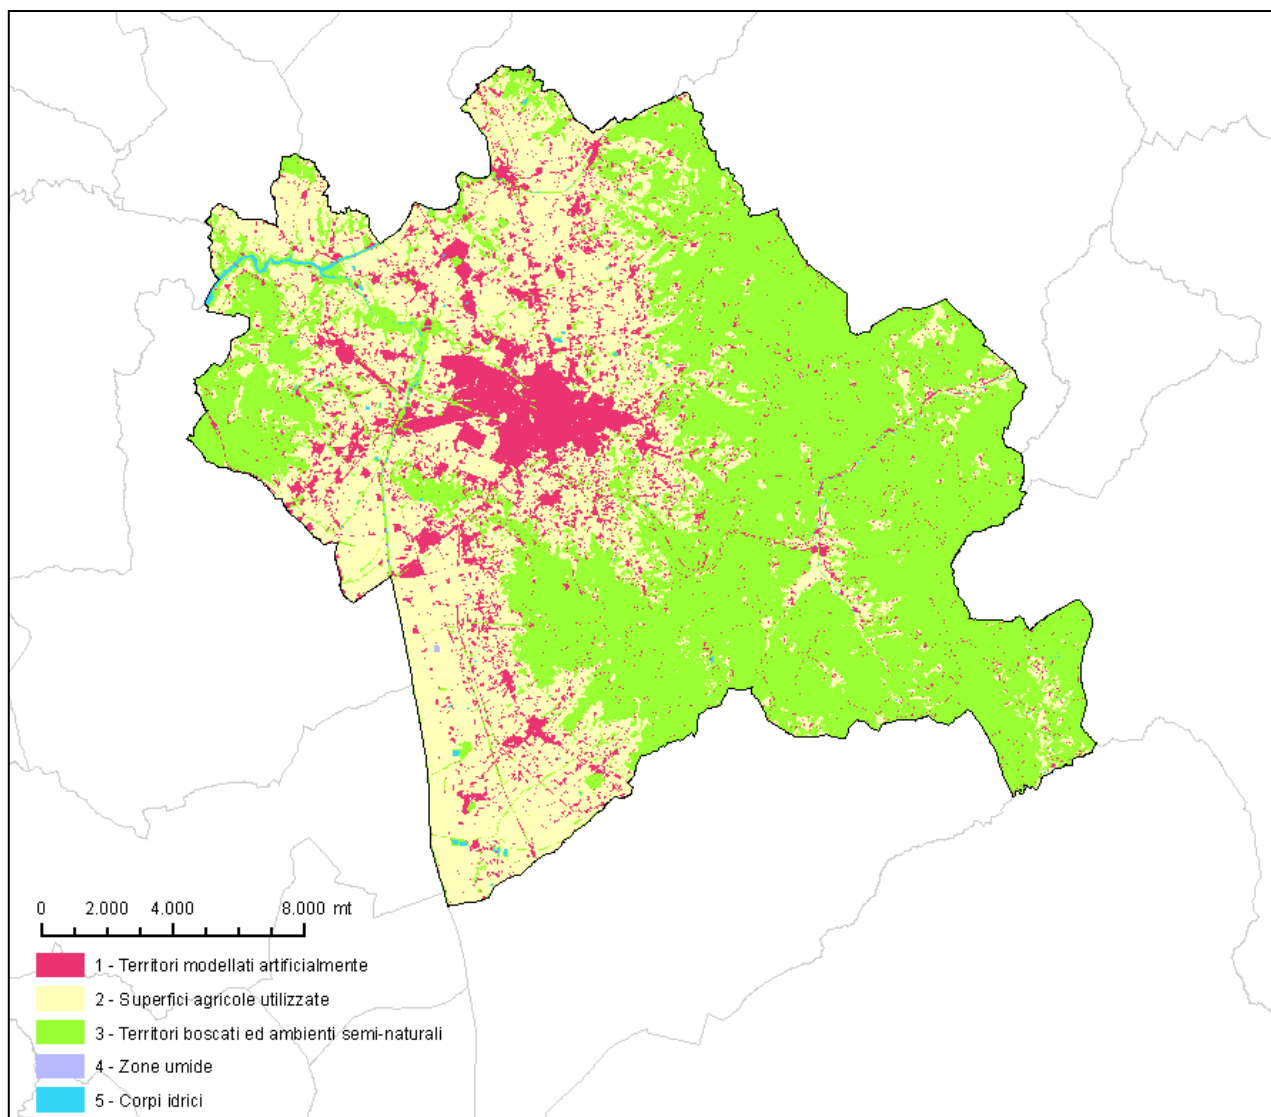 0 2.000 4.000 8.000 mt
1 - Territori modellati artificialmente
2 - Superfici agricole utilizzate
3 - Territori boscati ed ambienti semi-naturali
4 - Zone umide
5 - Corpi idrici